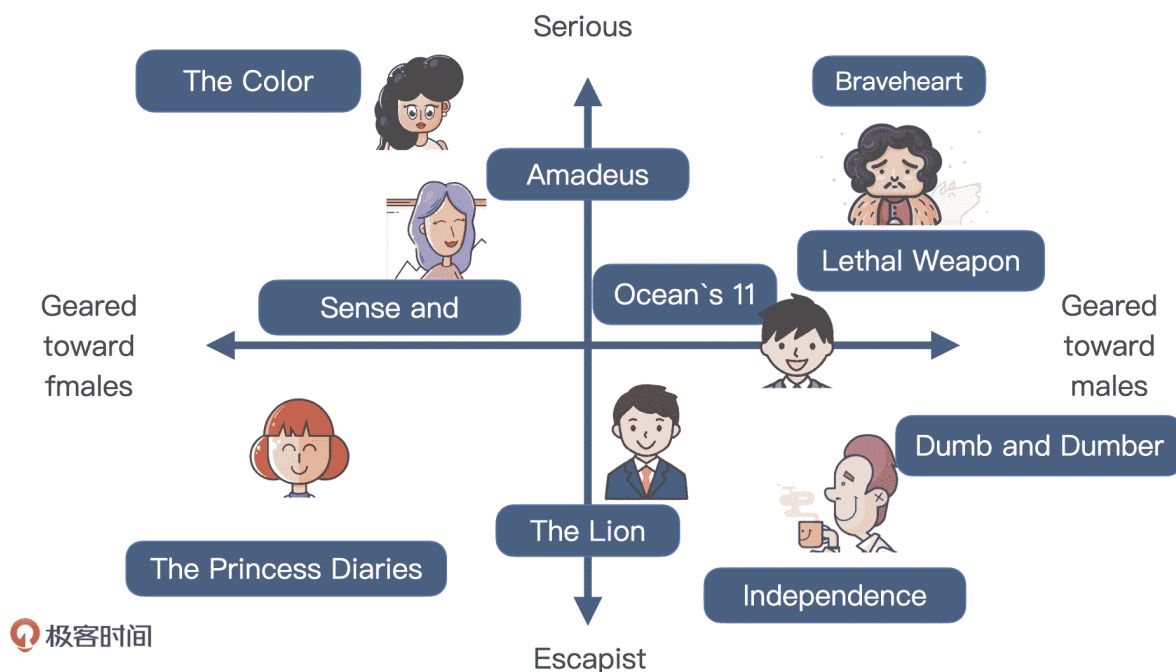 Serious
The Color
Braveheart
Amadeus
Lethal Weapon
Ocean`s 11
Sense and
Geared
toward
fmales
Geared
toward
males
Dumb and Dumber
The Lion
The Princess Diaries
Independence
极客时间
Escapist